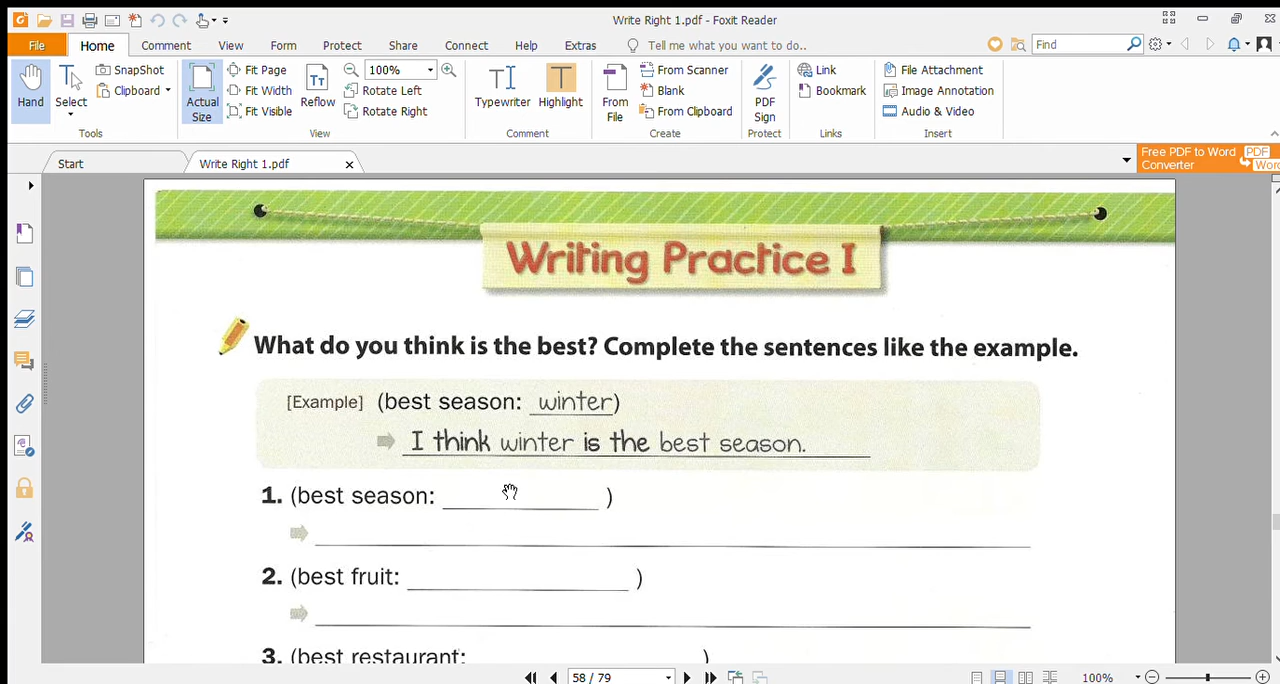 Write Right 1.pdf - Foxit Reader
File Home Comment View Form Protect Share Connect Help Extras Tell me what you want to do.. Find
Hand
Select
SnapShot
Clipboard
Tools
Actual Size
Fit Page
Fit Width
Fit Visible
Reflow
100%
Rotate Left
Rotate Right
View
Typewriter
Highlight
Comment
From File
From Scanner
Blank
From Clipboard
Create
PDF Sign
Protect
Link
Bookmark
Links
File Attachment
Image Annotation
Audio & Video
Insert
Start
Write Right 1.pdf
Free PDF to Word
Converter
Writing Practice I
What do you think is the best? Complete the sentences like the example.
[Example] (best season: winter)
I think winter is the best season.
1. (best season: )
2. (best fruit: )
3. (best restaurant: )
58 / 79
100%